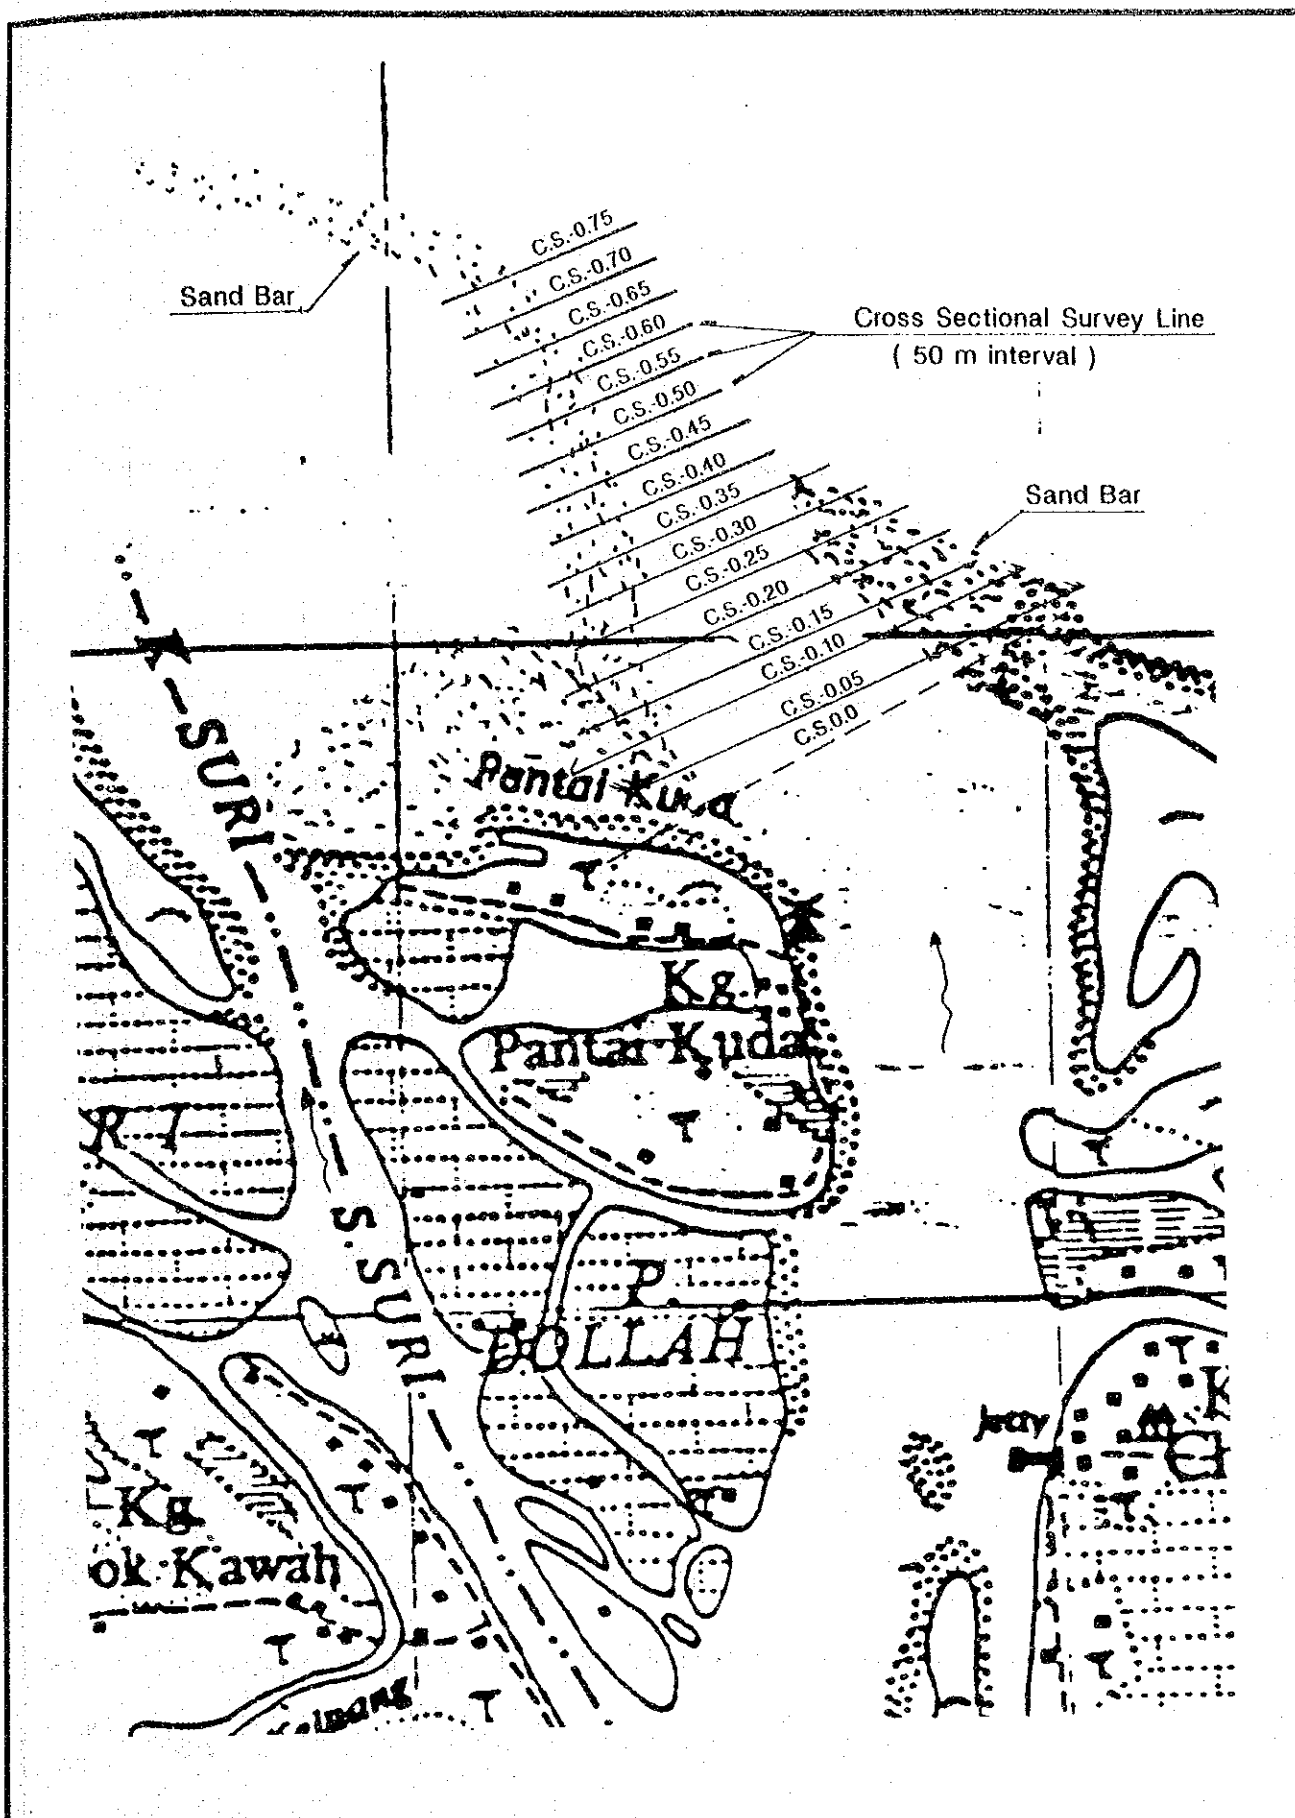 C.S.-0.75
C.S.-0.70
C.S.-0.65
C.S.-0.60
C.S.-0.55
C.S.-0.50
C.S.-0.45
C.S.-0.40
C.S.-0.35
C.S.-0.30
C.S.-0.25
C.S.-0.20
C.S.-0.15
C.S.-0.10
C.S.-0.05
C.S.0.0
Sand Bar
Cross Sectional Survey Line
( 50 m interval )
Sand Bar
K
SURI
Pantai Kuda
Kg
Pantai Kuda
R I
S. SURI
P.
DOLLAH
Jetty
K
Kg
ok Kawah